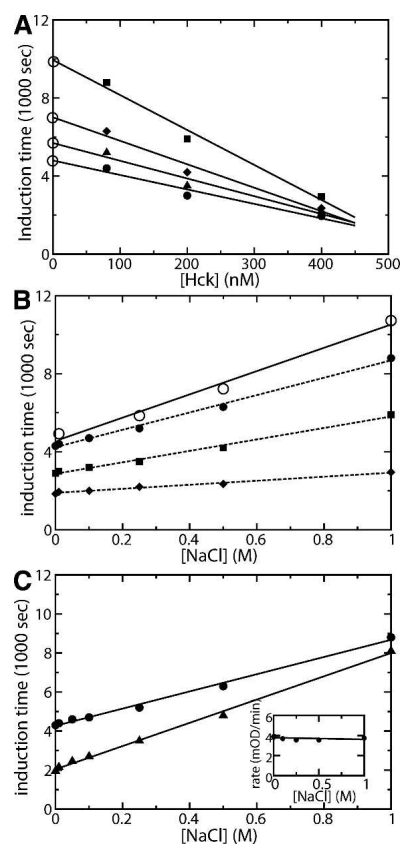 A
Induction time (1000 sec)
12
8
4
0
0 100 200 300 400 500
[Hck] (nM)
B
induction time (1000 sec)
12
8
4
0
0 0.2 0.4 0.6 0.8 1
[NaCl] (M)
C
induction time (1000 sec)
12
10
8
6
4
2
0
0 0.2 0.4 0.6 0.8 1
[NaCl] (M)
rate (mOD/min)
6
4
2
0
0 0.5 1
[NaCl] (M)